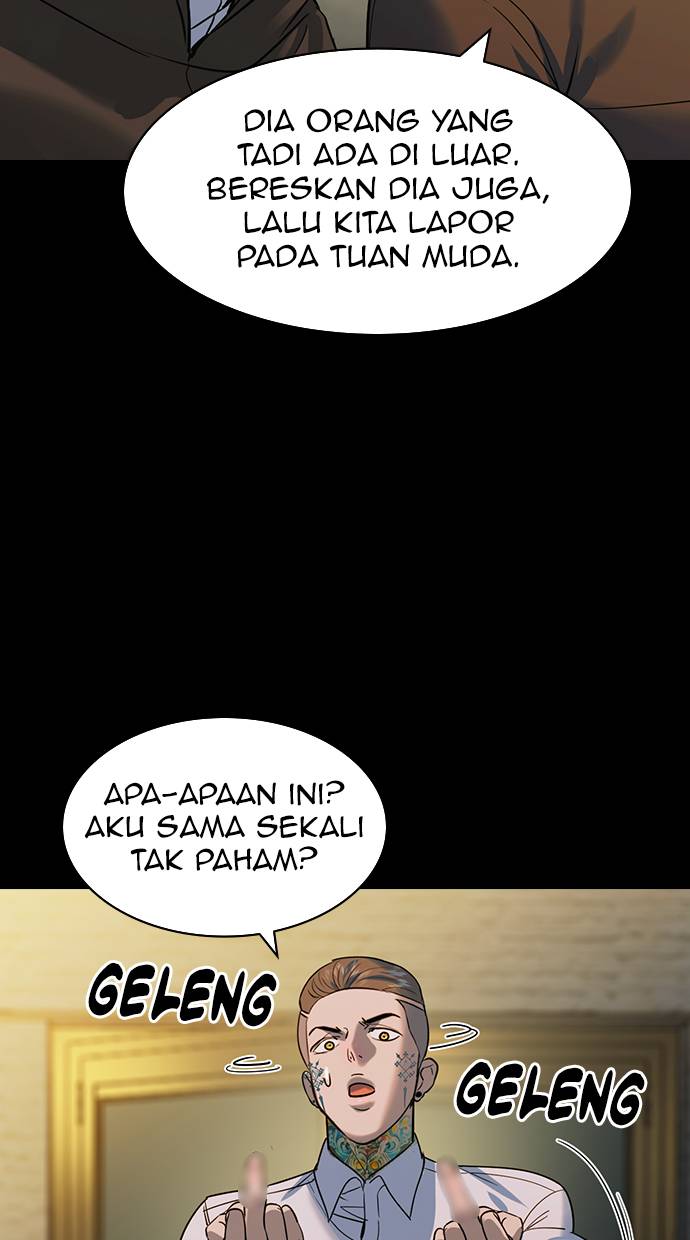 DIA ORANG YANG
TADI ADA DI LUAR.
BERESKAN DIA JUGA,
LALU KITA LAPOR
PADA TUAN MUDA.
APA-APAAN INI?
AKU SAMA SEKALI
TAK PAHAM?
GELENG
GELENG